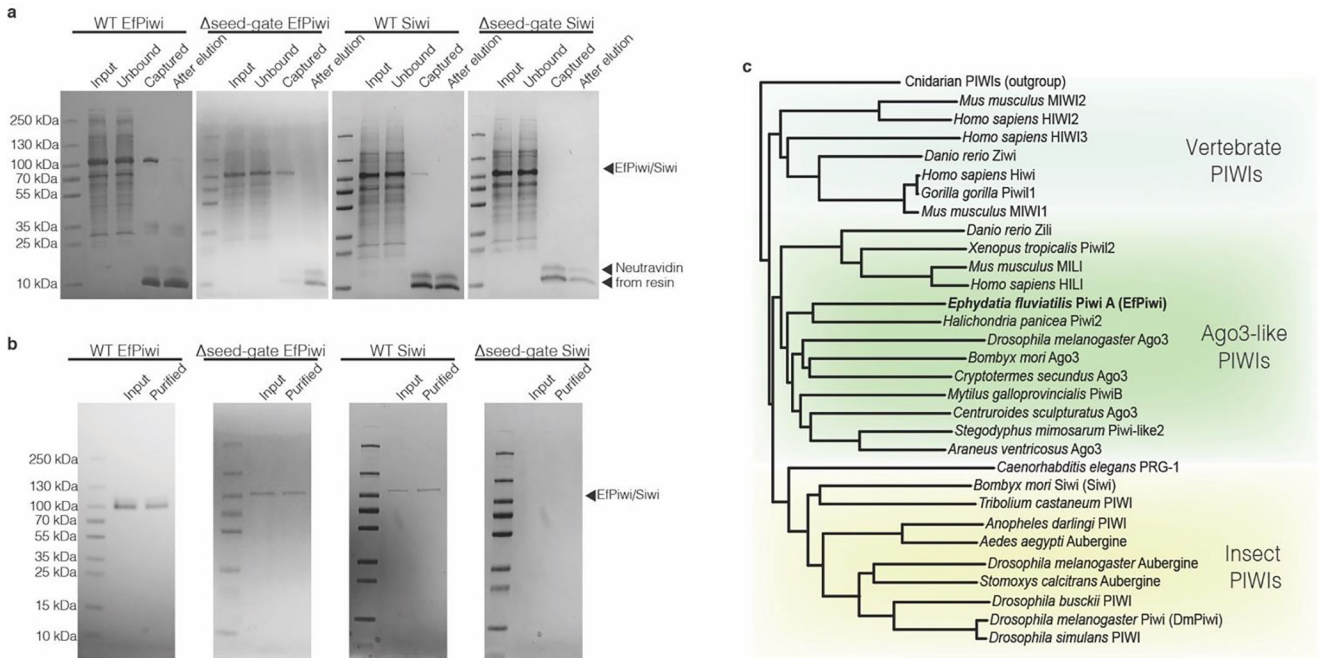 a
WT EfPiwi
Δseed-gate EfPiwi
WT Siwi
Δseed-gate Siwi
Input
Unbound
Captured
After elution
Input
Unbound
Captured
After elution
Input
Unbound
Captured
After elution
Input
Unbound
Captured
After elution
250 kDa
130 kDa
100 kDa
70 kDa
55 kDa
35 kDa
25 kDa
10 kDa
EfPiwi/Siwi
Neutravidin
from resin
b
WT EfPiwi
Δseed-gate EfPiwi
WT Siwi
Δseed-gate Siwi
Input
Purified
Input
Purified
Input
Purified
Input
Purified
250 kDa
130 kDa
100 kDa
70 kDa
55 kDa
35 kDa
25 kDa
15 kDa
10 kDa
EfPiwi/Siwi
c
Cnidarian PIWIs (outgroup)
Mus musculus MIWI2
Homo sapiens HIWI2
Homo sapiens HIWI3
Danio rerio Ziwi
Homo sapiens Hiwi
Gorilla gorilla Piwil1
Mus musculus MIWI1
Vertebrate
PIWIs
Danio rerio Zili
Xenopus tropicalis Piwil2
Mus musculus MILI
Homo sapiens HILI
Ephydatia fluviatilis Piwi A (EfPiwi)
Halichondria panicea Piwi2
Drosophila melanogaster Ago3
Bombyx mori Ago3
Cryptotermes secundus Ago3
Mytilus galloprovincialis PiwiB
Centruroides sculpturatus Ago3
Stegodyphus mimosarum Piwi-like2
Araneus ventricosus Ago3
Ago3-like
PIWIs
Caenorhabditis elegans PRG-1
Bombyx mori Siwi (Siwi)
Tribolium castaneum PIWI
Anopheles darlingi PIWI
Aedes aegypti Aubergine
Drosophila melanogaster Aubergine
Stomoxys calcitrans Aubergine
Drosophila busckii PIWI
Drosophila melanogaster Piwi (DmPiwi)
Drosophila simulans PIWI
Insect
PIWIs